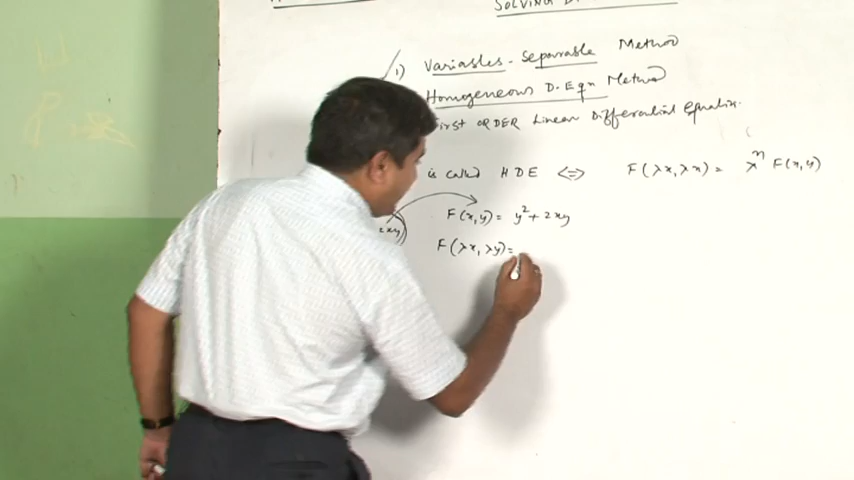 SOLVING D.
1) Variables - Separable Method
Homogeneous D. Eqn Method
First ORDER Linear Differential Equation.
is called HDE <=> F(λx, λx) = λⁿ F(x, y)
2xy)
F(x, y) = y² + 2xy
F(λx, λy) =